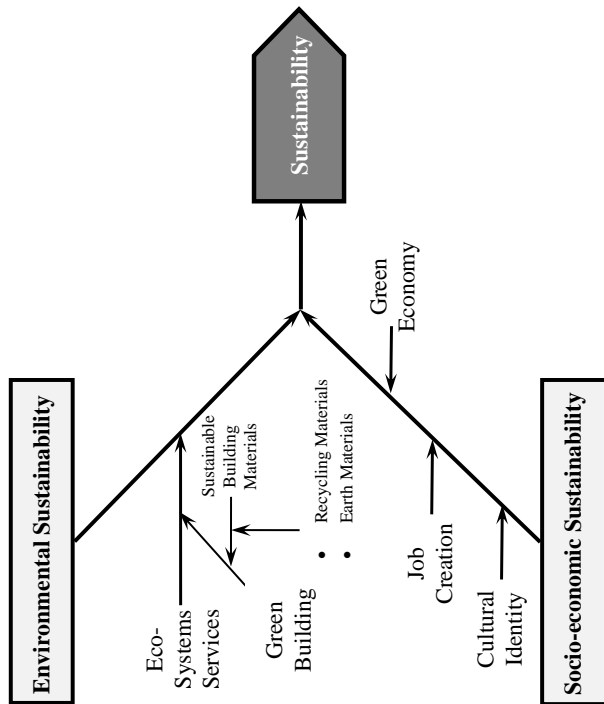 Environmental Sustainability
Eco-
Systems
Services
Sustainable
Building
Materials
Green
Building
• Recycling Materials
• Earth Materials
Sustainability
Green
Economy
Job
Creation
Cultural
Identity
Socio-economic Sustainability